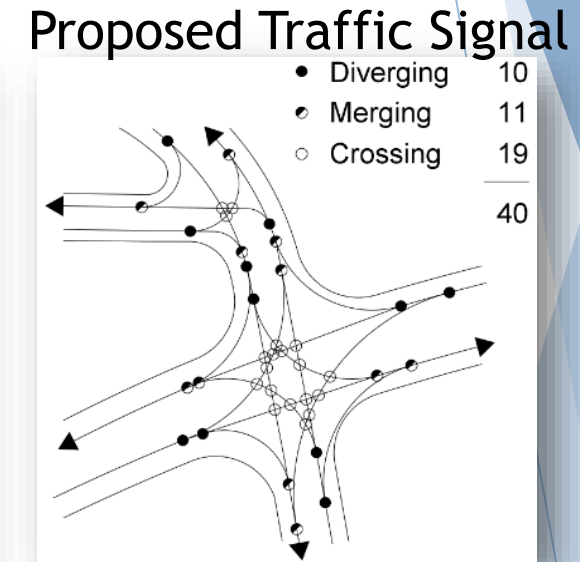 Proposed Traffic Signal
Diverging 10
Merging 11
Crossing 19
40